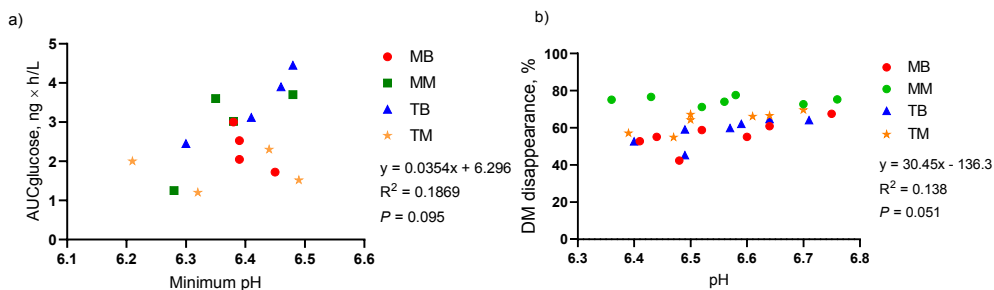 a)
AUCglucose, ng × h/L
5
4
3
2
1
0
6.1 6.2 6.3 6.4 6.5 6.6
Minimum pH
MB
MM
TB
TM
y = 0.0354x + 6.296
R² = 0.1869
P = 0.095
b)
DM disappearance, %
100
80
60
40
20
0
6.3 6.4 6.5 6.6 6.7 6.8
pH
MB
MM
TB
TM
y = 30.45x - 136.3
R² = 0.138
P = 0.051